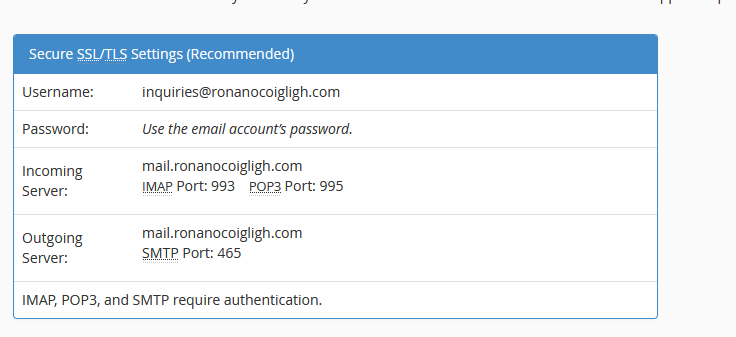 Secure SSL/TLS Settings (Recommended)
Username: inquiries@ronanocoigligh.com
Password: Use the email account's password.
Incoming Server: mail.ronanocoigligh.com
IMAP Port: 993 POP3 Port: 995
Outgoing Server: mail.ronanocoigligh.com
SMTP Port: 465
IMAP, POP3, and SMTP require authentication.